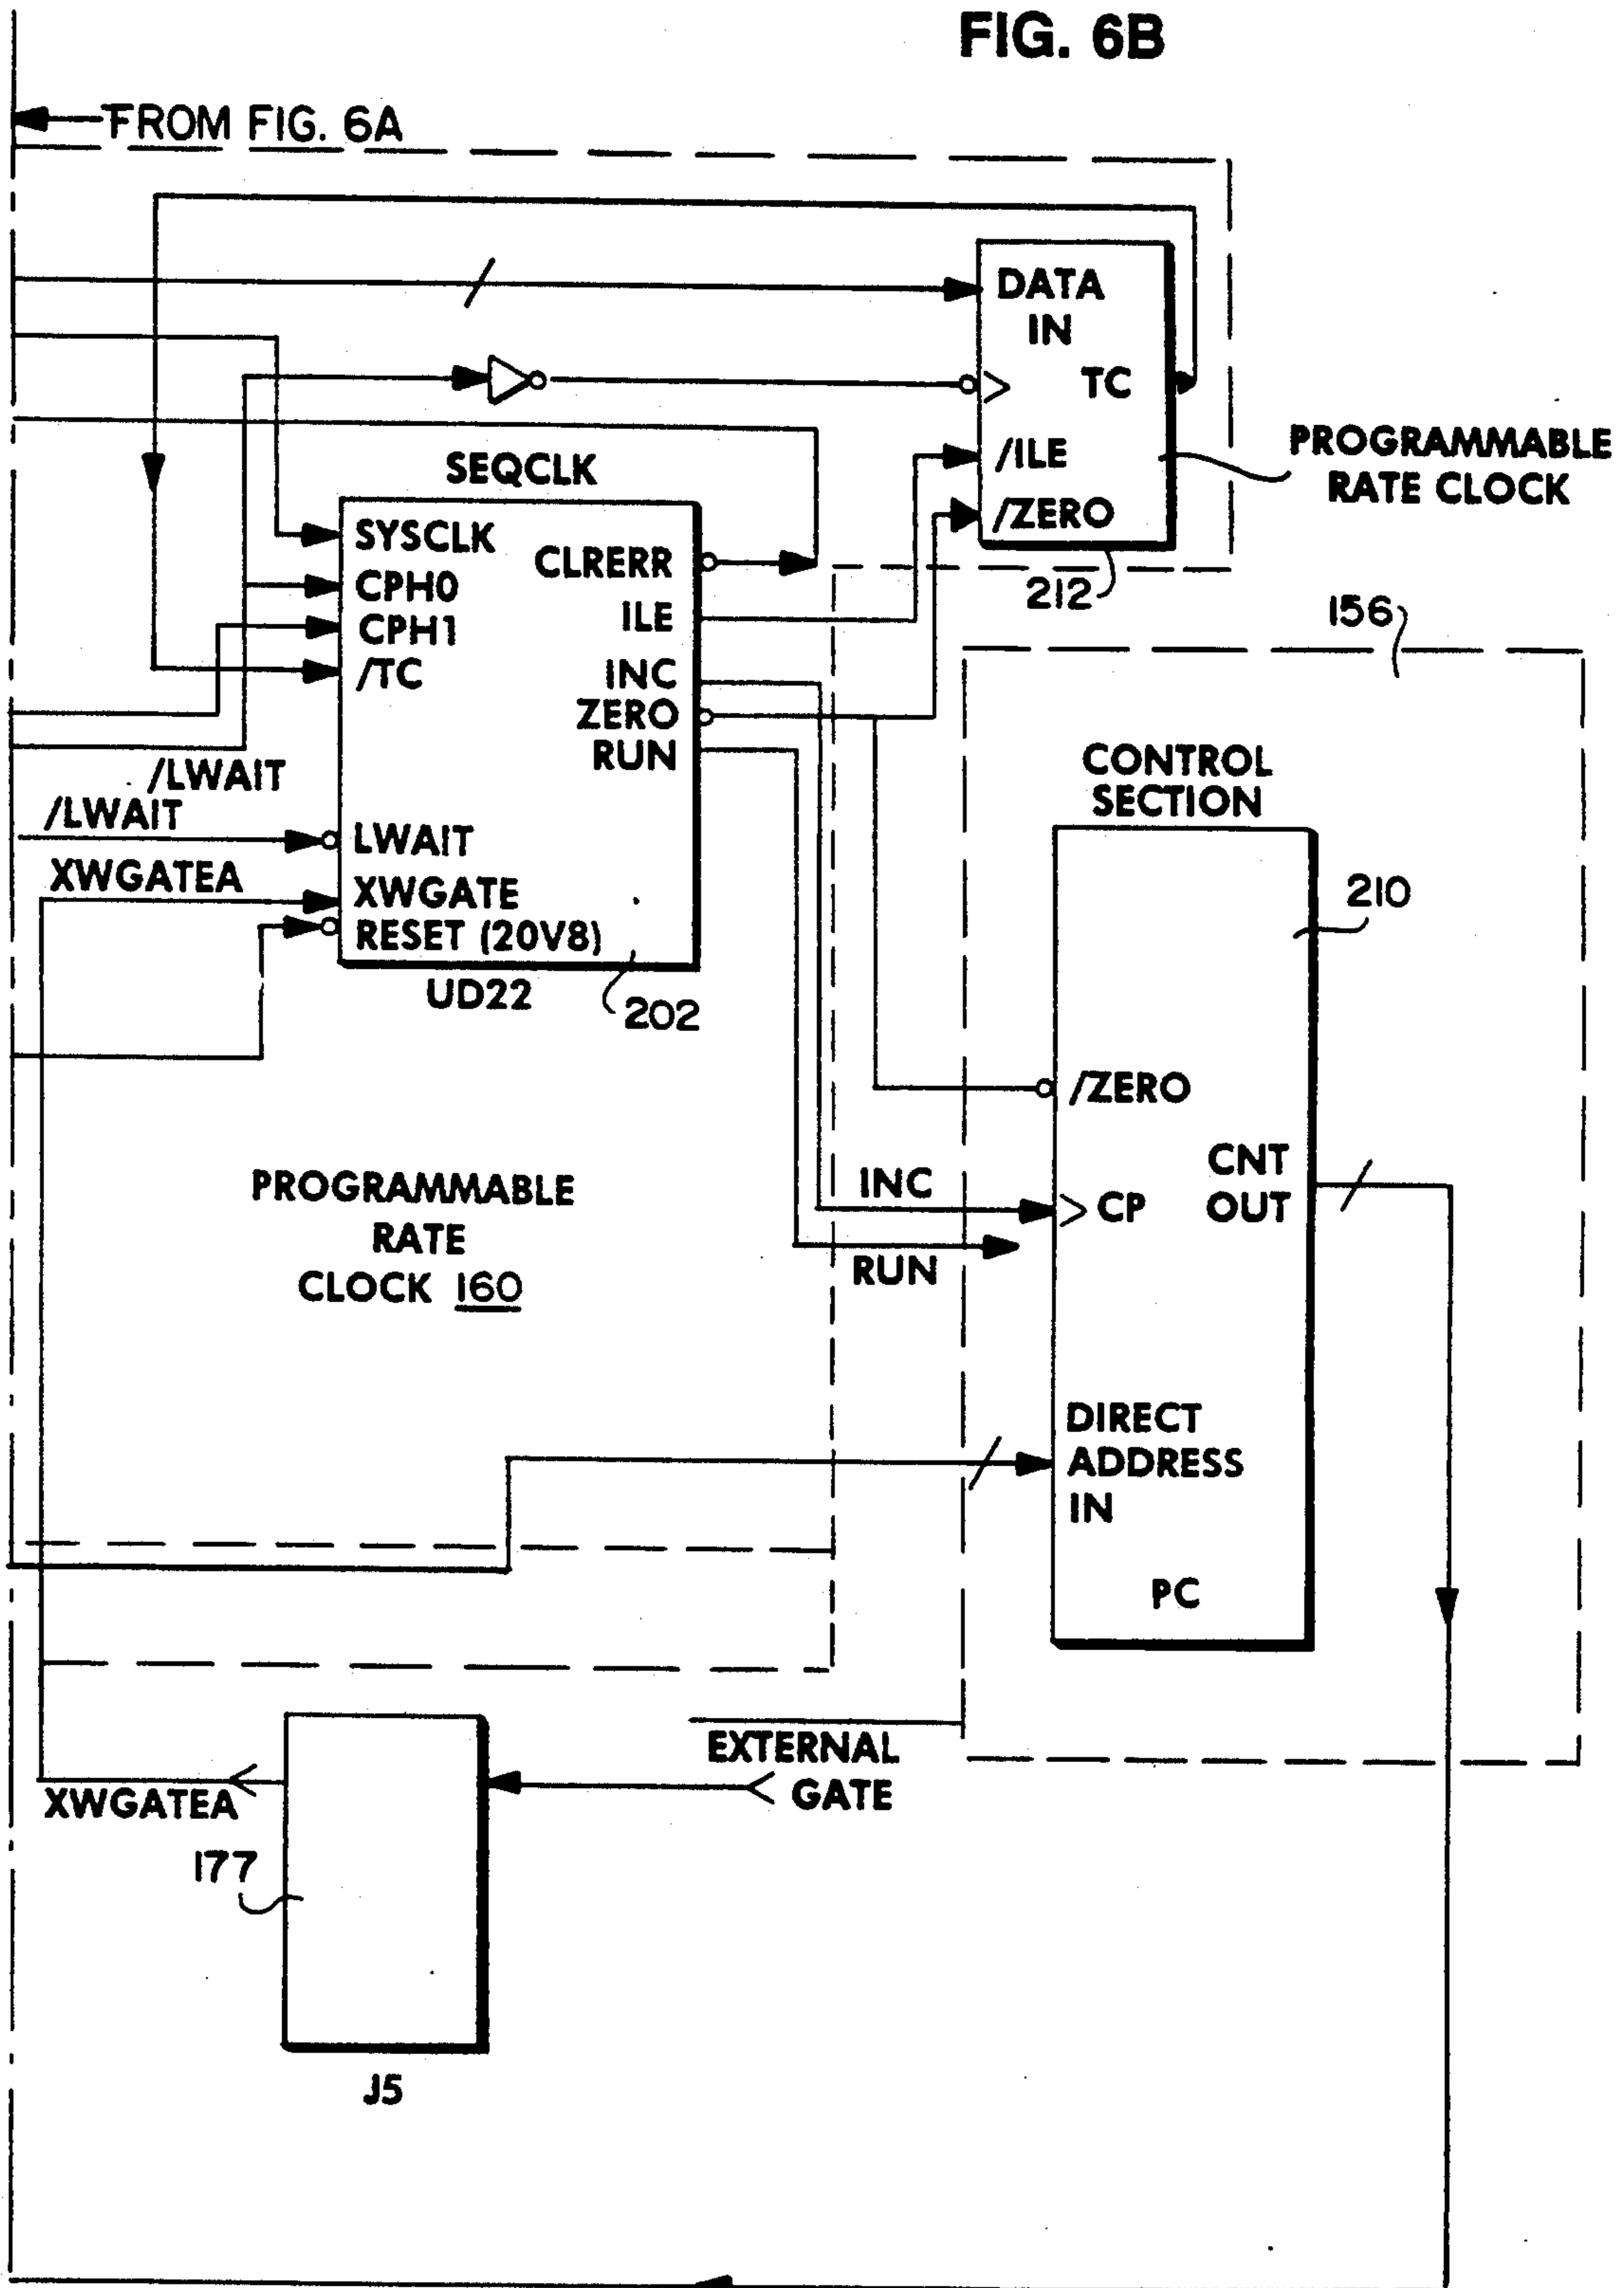 FIG. 6B
FROM FIG. 6A
DATA
IN
TC
/ILE
/ZERO
PROGRAMMABLE
RATE CLOCK
212
SEQCLK
SYSCLK
CPH0
CPH1
/TC
CLRERR
ILE
INC
ZERO
RUN
/LWAIT
/LWAIT
LWAIT
XWGATEA
XWGATE
RESET (20V8)
UD22
202
156
CONTROL
SECTION
210
/ZERO
CNT
OUT
INC
CP
RUN
PROGRAMMABLE
RATE
CLOCK 160
DIRECT
ADDRESS
IN
PC
EXTERNAL
GATE
XWGATEA
177
J5